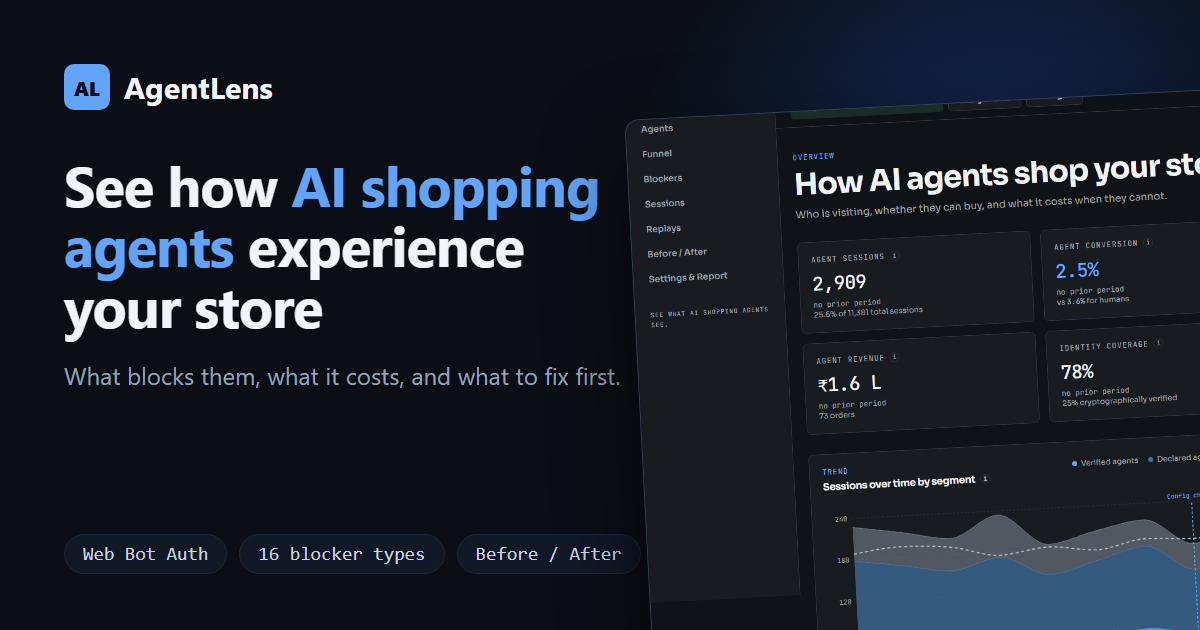 AL
AgentLens
See how AI shopping
agents experience
your store
What blocks them, what it costs, and what to fix first.
Web Bot Auth
16 blocker types
Before / After
Agents
Funnel
Blockers
Sessions
Replays
Before / After
Settings & Report
SEE WHAT AI SHOPPING AGENTS
SEE.
OVERVIEW
How AI agents shop your sto
Who is visiting, whether they can buy, and what it costs when they cannot.
AGENT SESSIONS i
2,909
no prior period
25.6% of 11,381 total sessions
AGENT CONVERSION i
2.5%
no prior period
vs 3.6% for humans
AGENT REVENUE i
₹1.6 L
no prior period
73 orders
IDENTITY COVERAGE i
78%
no prior period
25% cryptographically verified
TREND
Sessions over time by segment i
Verified agents
Declared ag
Config ch
240
180
120